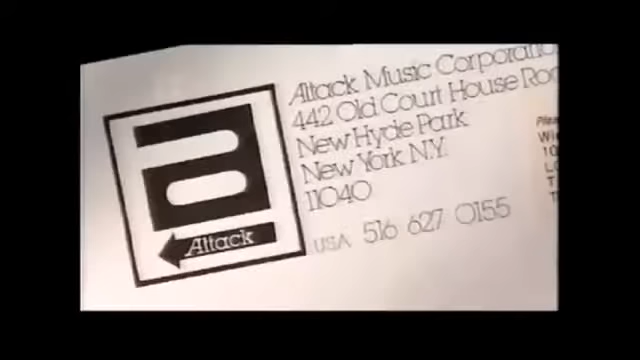 a
Attack
Attack Music Corporation
442 Old Court House Roa
New Hyde Park
New York N.Y.
11040
USA 516 627 0155
10